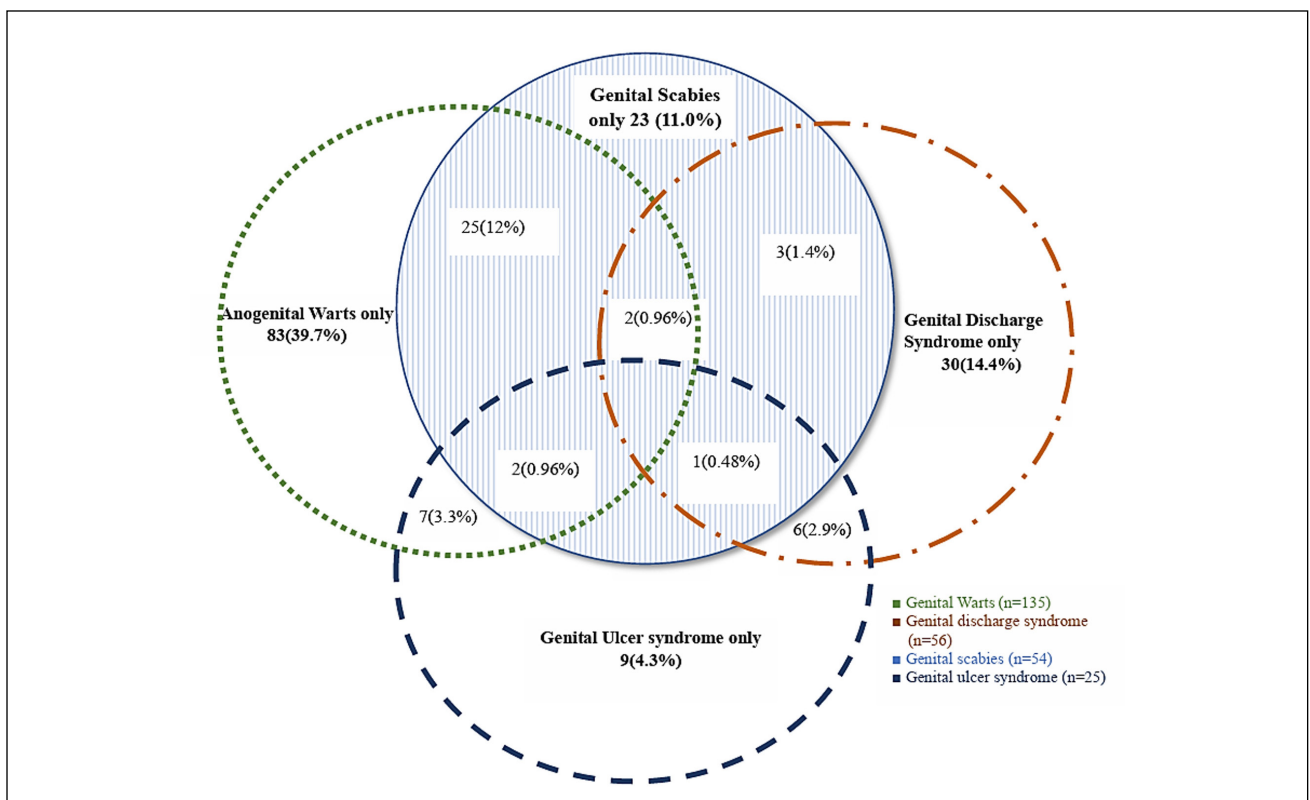 Genital Scabies
only 23 (11.0%)
25(12%)
3(1.4%)
Anogenital Warts only
83(39.7%)
2(0.96%)
Genital Discharge
Syndrome only
30(14.4%)
2(0.96%)
1(0.48%)
7(3.3%)
6(2.9%)
Genital Ulcer syndrome only
9(4.3%)
Genital Warts (n=135)
Genital discharge syndrome
(n=56)
Genital scabies (n=54)
Genital ulcer syndrome (n=25)